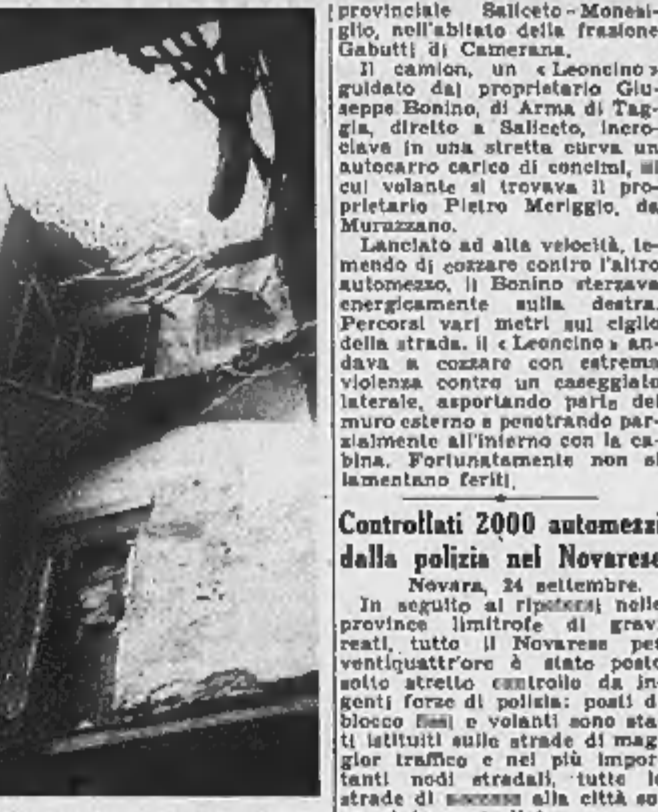 provinciale Saliceto-Monesi-
glio, nell'abitato della frazione
Gabutti di Camerana.
Il camion, un « Leoncino »
guidato dal proprietario Giu-
seppe Bonino, di Arma di Tag-
gia, diretto a Saliceto, incro-
ciava in una stretta curva un
autocarro carico di concimi, al
cui volante si trovava il pro-
prietario Pietro Meriggio, da
Murazzano.
Lanciato ad alta velocità, te-
mendo di cozzare contro l'altro
automezzo, il Bonino sterzava
energicamente sulla destra.
Percorsi vari metri sul ciglio
della strada, il « Leoncino » an-
dava a cozzare con estrema
violenza contro un caseggiato
laterale, asportando parte del
muro esterno e penetrando par-
zialmente all'interno con la ca-
bina. Fortunatamente non si
lamentano feriti.
Controllati 2000 automezzi
dalla polizia nel Novarese
Novara, 24 settembre.
In seguito al ripetersi nelle
province limitrofe di gravi
reati, tutto il Novarese per
ventiquattr'ore è stato posto
sotto stretto controllo da in-
genti forze di polizia: posti di
blocco fissi e volanti sono sta-
ti istituiti sulle strade di mag
gior traffico e nei più impor
tanti nodi stradali, tutte le
strade di alla città so